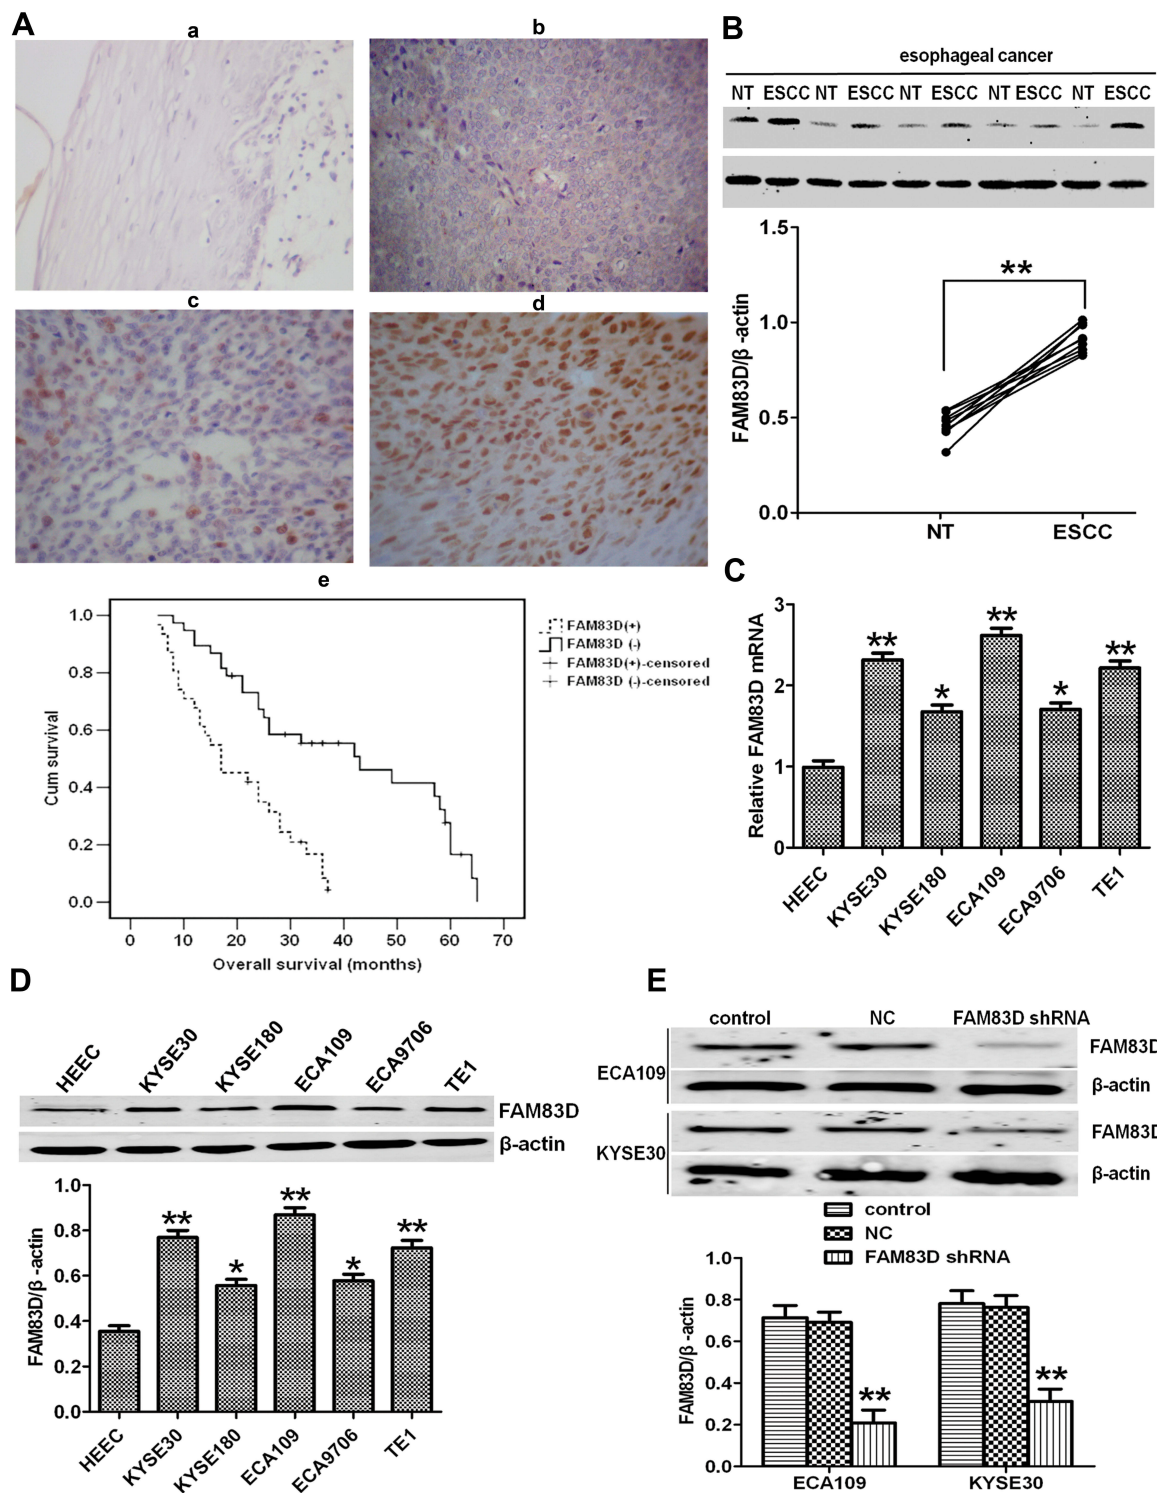 A
a
b
c
d
e
1.0
0.8
0.6
0.4
0.2
0.0
Cum survival
0 10 20 30 40 50 60 70
Overall survival (months)
FAM83D(+)
FAM83D (-)
FAM83D(+)-censored
FAM83D (-)-censored
B
esophageal cancer
NT ESCC NT ESCC NT ESCC NT ESCC NT ESCC
1.5
1.0
0.5
0.0
FAM83D/β -actin
**
NT ESCC
C
3
2
1
0
Relative FAM83D mRNA
** * ** * **
HEEC KYSE30 KYSE180 ECA109 ECA9706 TE1
D
HEEC KYSE30 KYSE180 ECA109 ECA9706 TE1
FAM83D
β-actin
1.0
0.8
0.6
0.4
0.2
0.0
FAM83D/β -actin
** * ** * **
HEEC KYSE30 KYSE180 ECA109 ECA9706 TE1
E
control NC FAM83D shRNA
ECA109
FAM83D
β-actin
KYSE30
FAM83D
β-actin
control
NC
FAM83D shRNA
1.0
0.8
0.6
0.4
0.2
0.0
FAM83D/β -actin
** **
ECA109 KYSE30